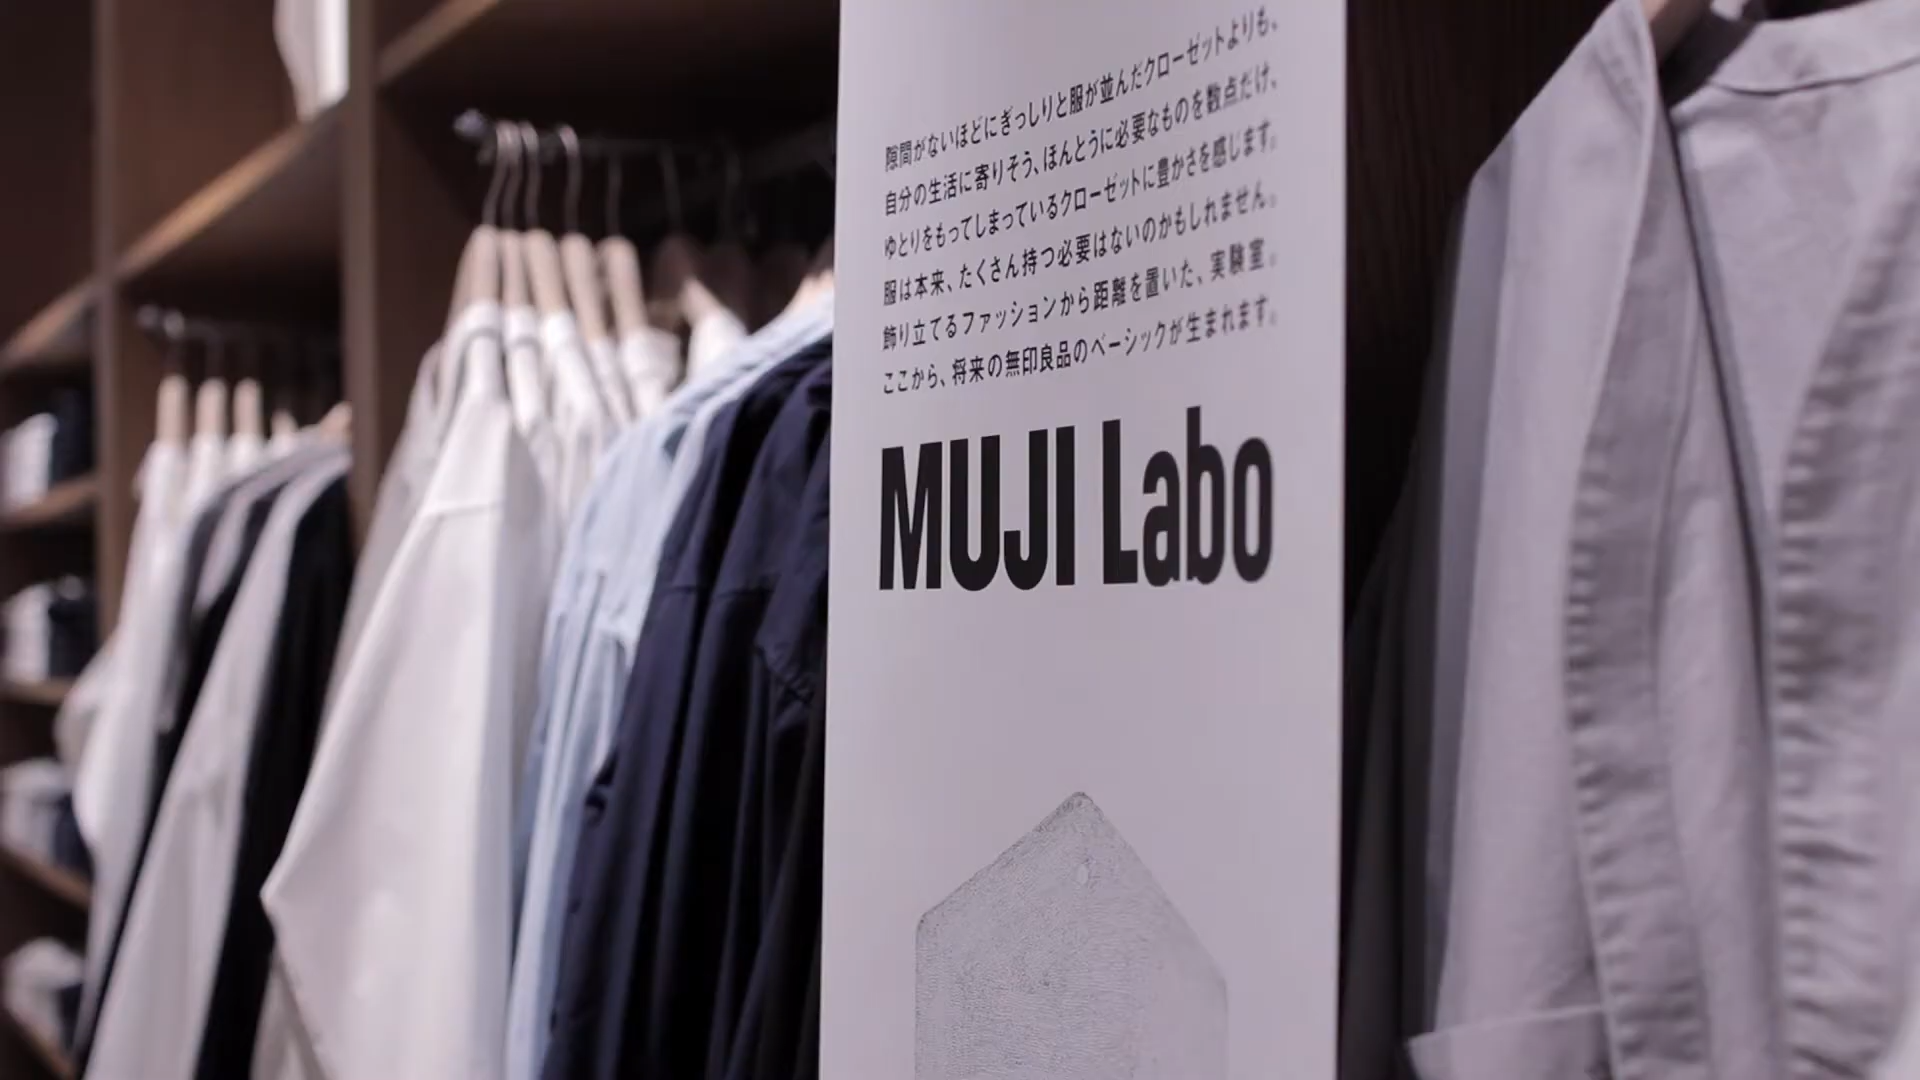 隙間がないほどにぎっしりと服が並んだクローゼットよりも、
自分の生活に寄りそう、ほんとうに必要なものを数点だけ、
ゆとりをもってしまっているクローゼットに豊かさを感じます。
服は本来、たくさん持つ必要はないのかもしれません。
飾り立てるファッションから距離を置いた、実験室。
ここから、将来の無印良品のベーシックが生まれます。
MUJI Labo